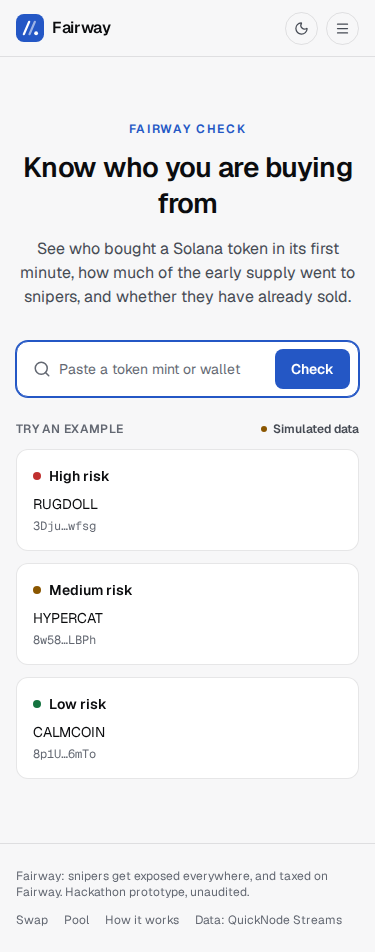 Fairway
FAIRWAY CHECK
Know who you are buying
from
See who bought a Solana token in its first
minute, how much of the early supply went to
snipers, and whether they have already sold.
Paste a token mint or wallet
Check
TRY AN EXAMPLE
Simulated data
High risk
RUGDOLL
3Dju…wfsg
Medium risk
HYPERCAT
8w58…LBPh
Low risk
CALMCOIN
8p1U…6mTo
Fairway: snipers get exposed everywhere, and taxed on
Fairway. Hackathon prototype, unaudited.
Swap Pool How it works Data: QuickNode Streams